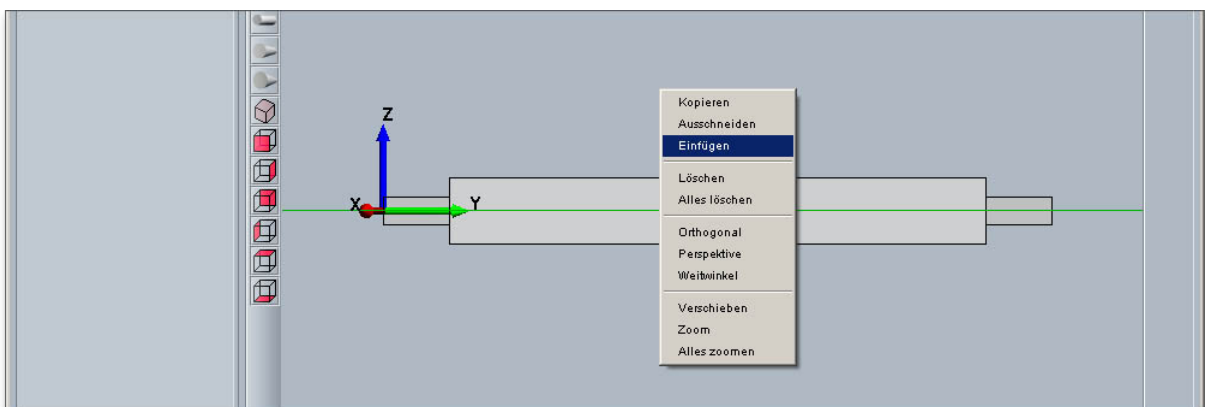 Z
X
Y
Kopieren
Ausschneiden
Einfügen
Löschen
Alles löschen
Orthogonal
Perspektive
Weitwinkel
Verschieben
Zoom
Alles zoomen